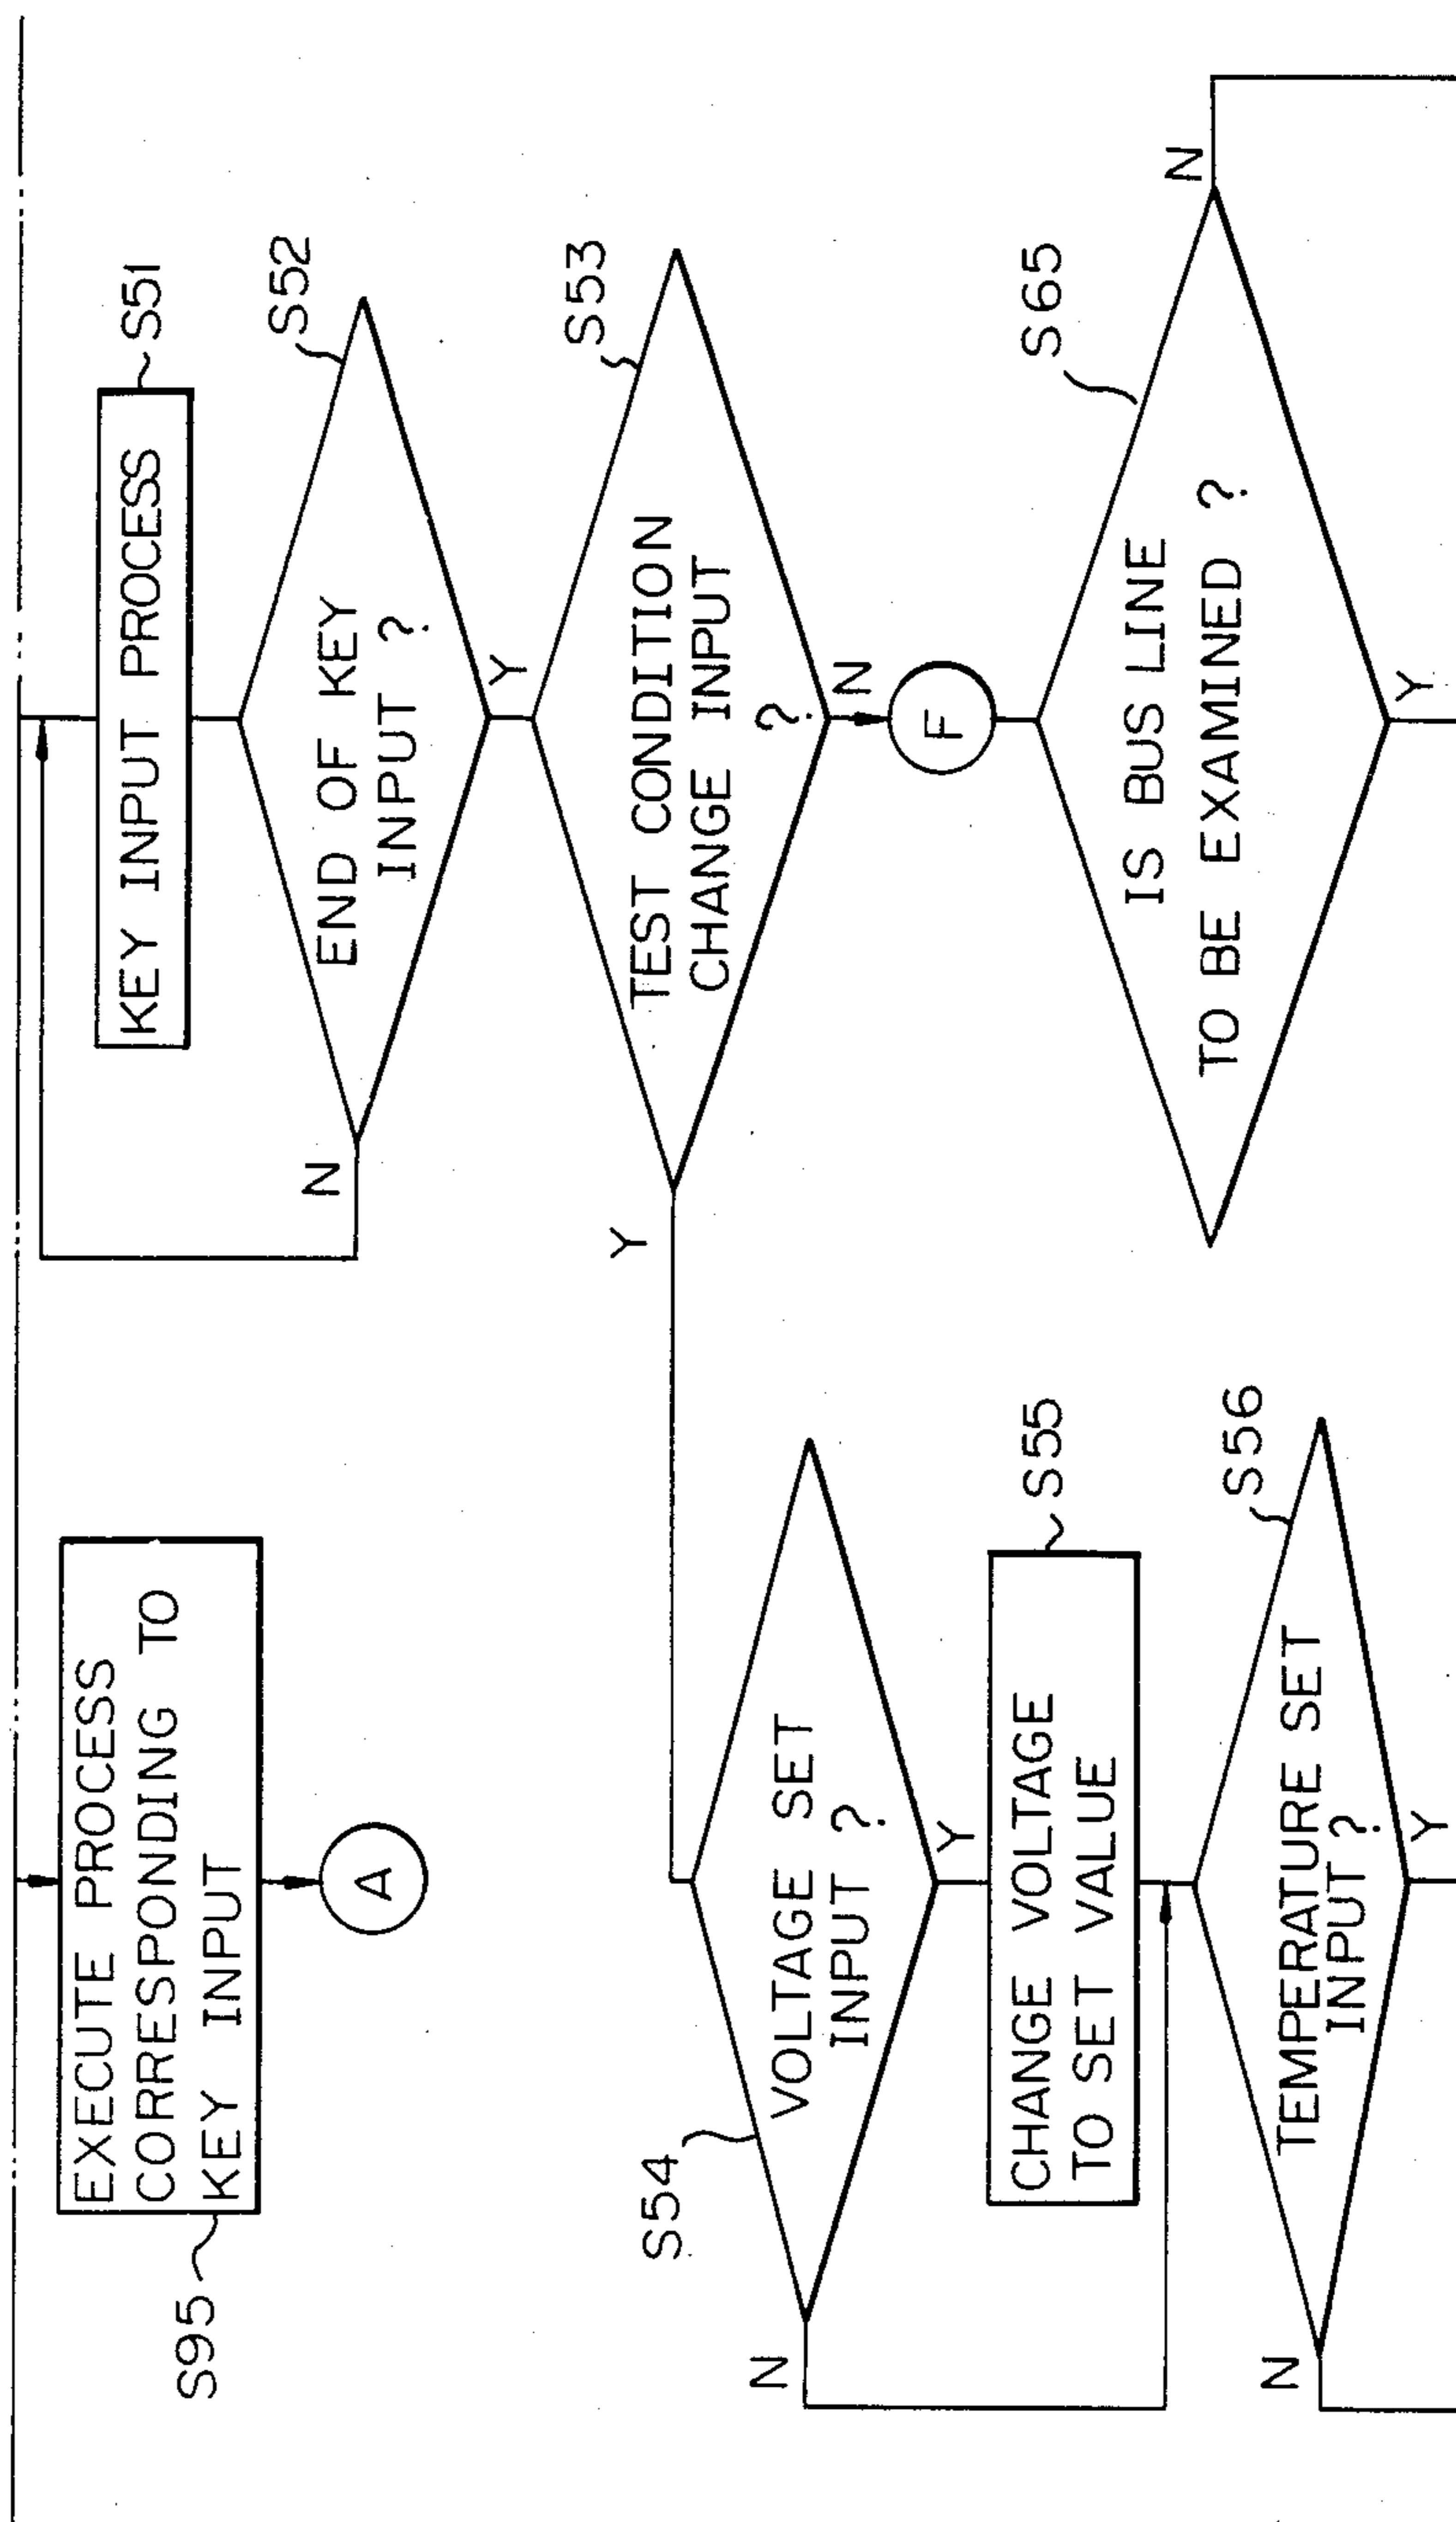 S95
EXECUTE PROCESS
CORRESPONDING TO
KEY INPUT
A
KEY INPUT PROCESS
S51
N
END OF KEY
INPUT ?
S52
Y
Y
TEST CONDITION
CHANGE INPUT
?
S53
N
F
S54
VOLTAGE SET
INPUT ?
N
Y
CHANGE VOLTAGE
TO SET VALUE
S55
S56
TEMPERATURE SET
INPUT ?
N
Y
S65
IS BUS LINE
TO BE EXAMINED ?
N
Y